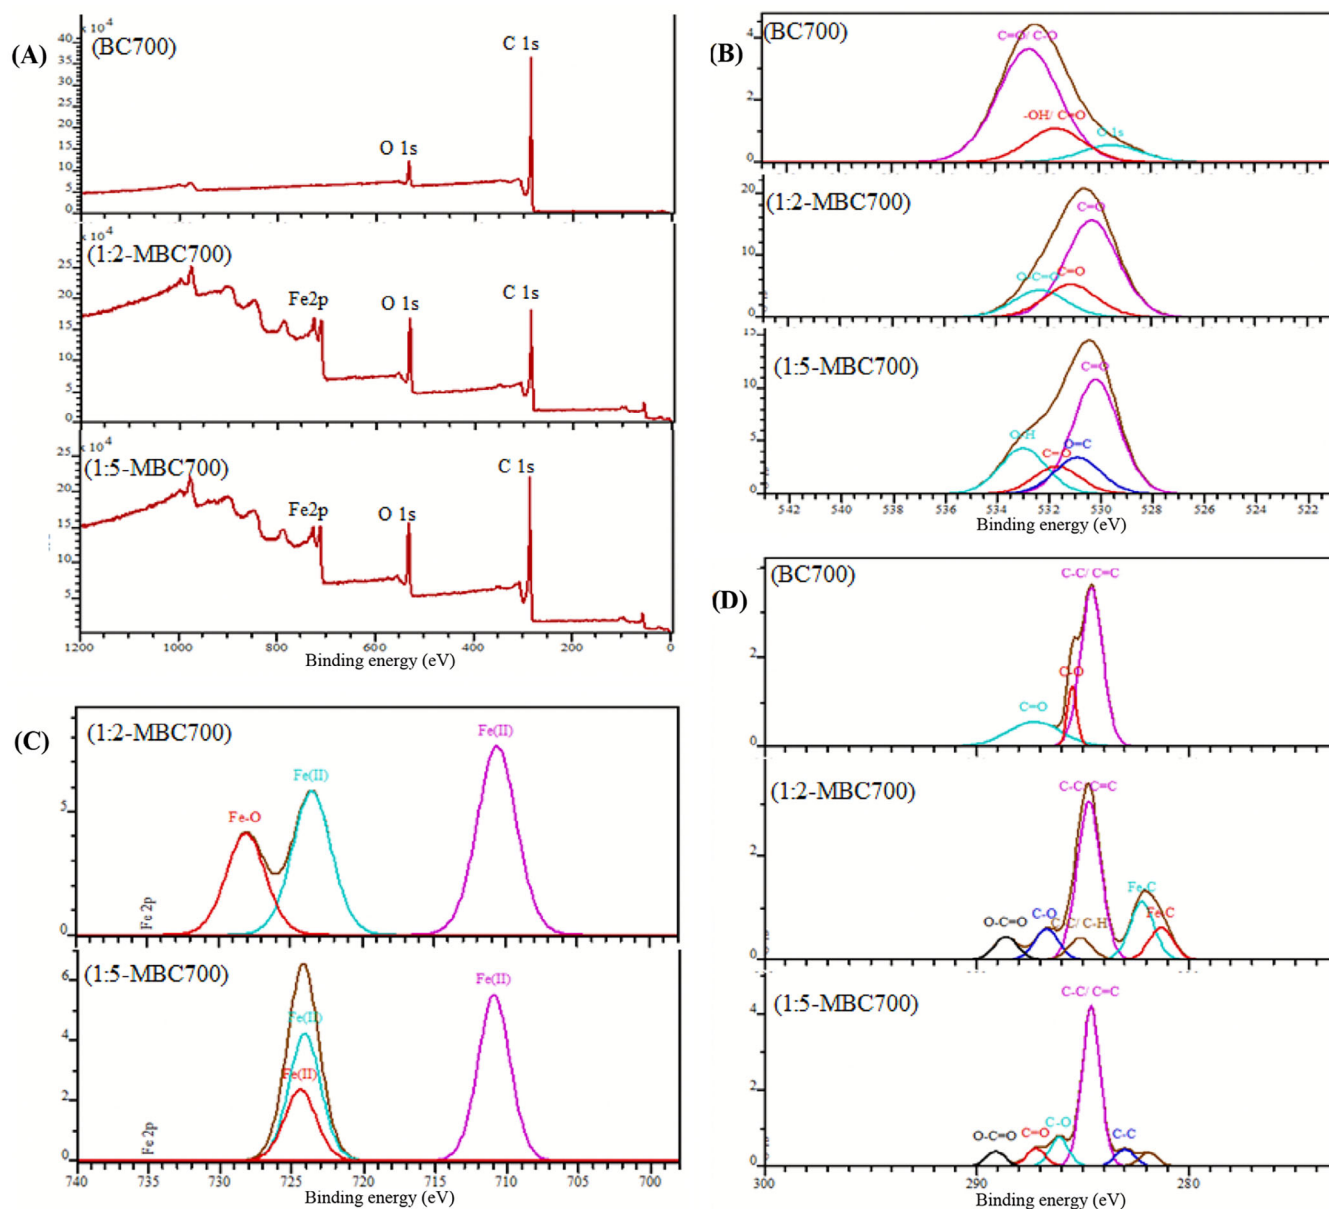 (A)
x 10^4
(BC700)
40
35
30
25
20
15
10
5
0
O 1s
C 1s
x 10^4
(1:2-MBC700)
25
20
15
10
5
0
Fe2p
O 1s
C 1s
x 10^4
(1:5-MBC700)
25
20
15
10
5
Fe2p
O 1s
C 1s
1200 1000 800 600 400 200 0
Binding energy (eV)
(B)
(BC700)
4
2
0
C=O/ C-O
-OH/ C=O
(1:2-MBC700)
20
10
0
C=O
C=O
(1:5-MBC700)
10
5
0
C=O
O-H
C=O
O=C
542 540 538 536 534 532 530 528 526 524 522
Binding energy (eV)
(C)
(1:2-MBC700)
5
0
Fe-O
Fe(II)
Fe(II)
Fe 2p
(1:5-MBC700)
6
4
2
0
Fe(II)
Fe(II)
Fe(II)
Fe 2p
740 735 730 725 720 715 710 705 700
Binding energy (eV)
(D)
(BC700)
2
0
C-C/ C=C
C-O
C=O
(1:2-MBC700)
2
0
C-C/ C=C
O-C=O
C-O
C-C/ C-H
Fe-C
Fe-C
(1:5-MBC700)
4
2
0
C-C/ C=C
O-C=O
C=O
C-O
C-C
300 290 280
Binding energy (eV)